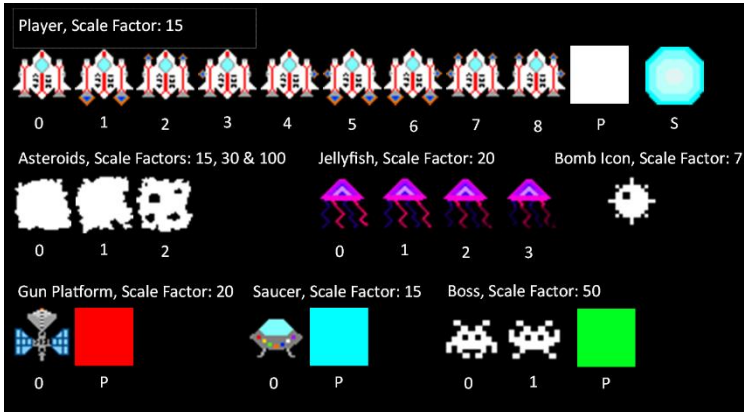 Player, Scale Factor: 15
0 1 2 3 4 5 6 7 8 P S
Asteroids, Scale Factors: 15, 30 & 100
Jellyfish, Scale Factor: 20
Bomb Icon, Scale Factor: 7
0 1 2
0 1 2 3
Gun Platform, Scale Factor: 20
Saucer, Scale Factor: 15
Boss, Scale Factor: 50
0 P
0 P
0 1 P